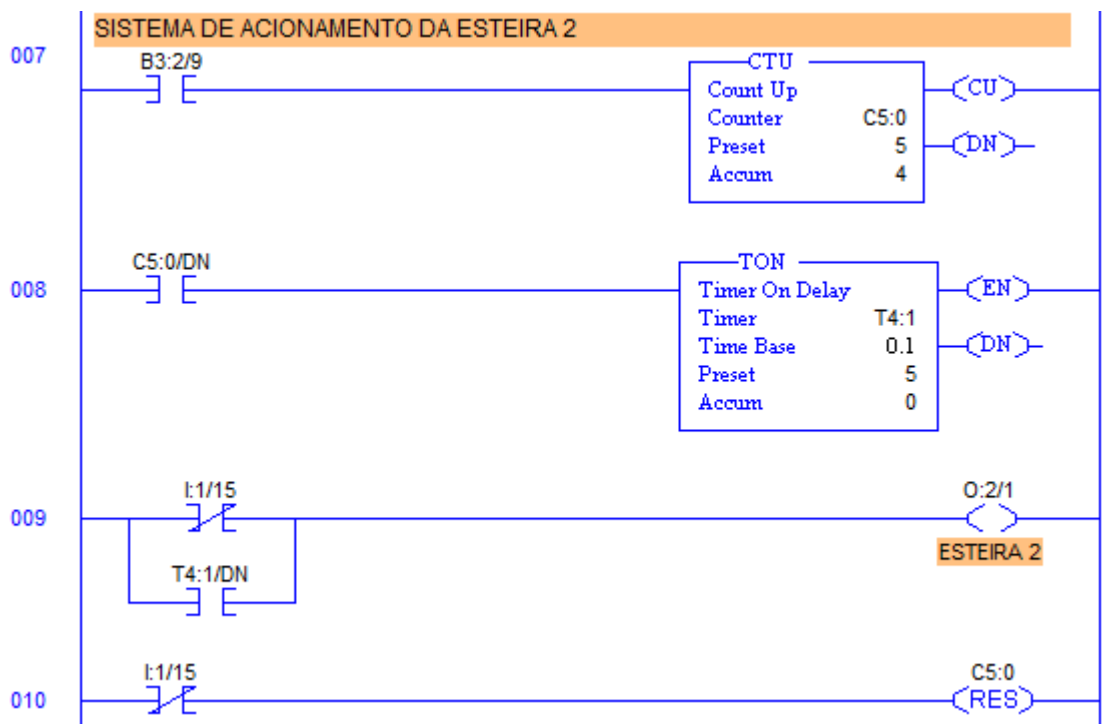 SISTEMA DE ACIONAMENTO DA ESTEIRA 2
007
B3:2/9
CTU
Count Up
Counter C5:0
Preset 5
Accum 4
CU
DN
008
C5:0/DN
TON
Timer On Delay
Timer T4:1
Time Base 0.1
Preset 5
Accum 0
EN
DN
009
I:1/15
O:2/1
T4:1/DN
ESTEIRA 2
010
I:1/15
C5:0
RES